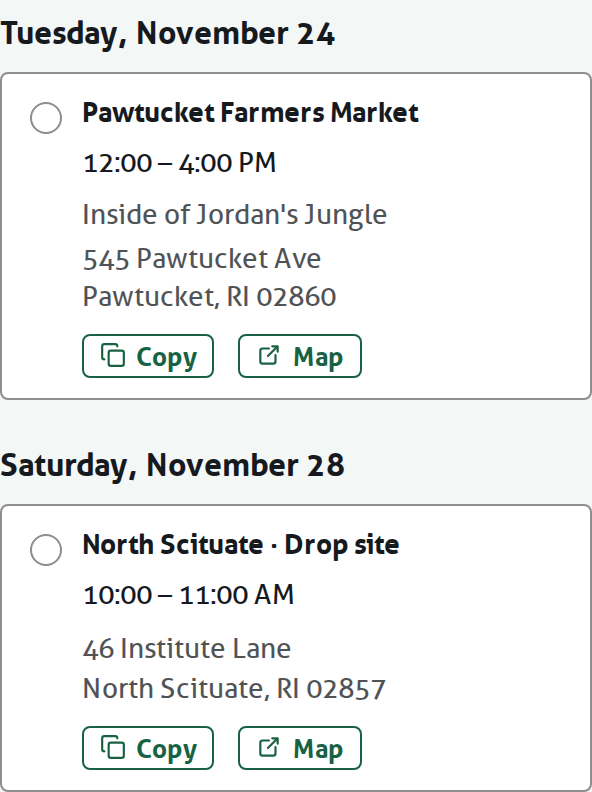 Tuesday, November 24
Pawtucket Farmers Market
12:00 – 4:00 PM
Inside of Jordan's Jungle
545 Pawtucket Ave
Pawtucket, RI 02860
Copy Map
Saturday, November 28
North Scituate · Drop site
10:00 – 11:00 AM
46 Institute Lane
North Scituate, RI 02857
Copy Map